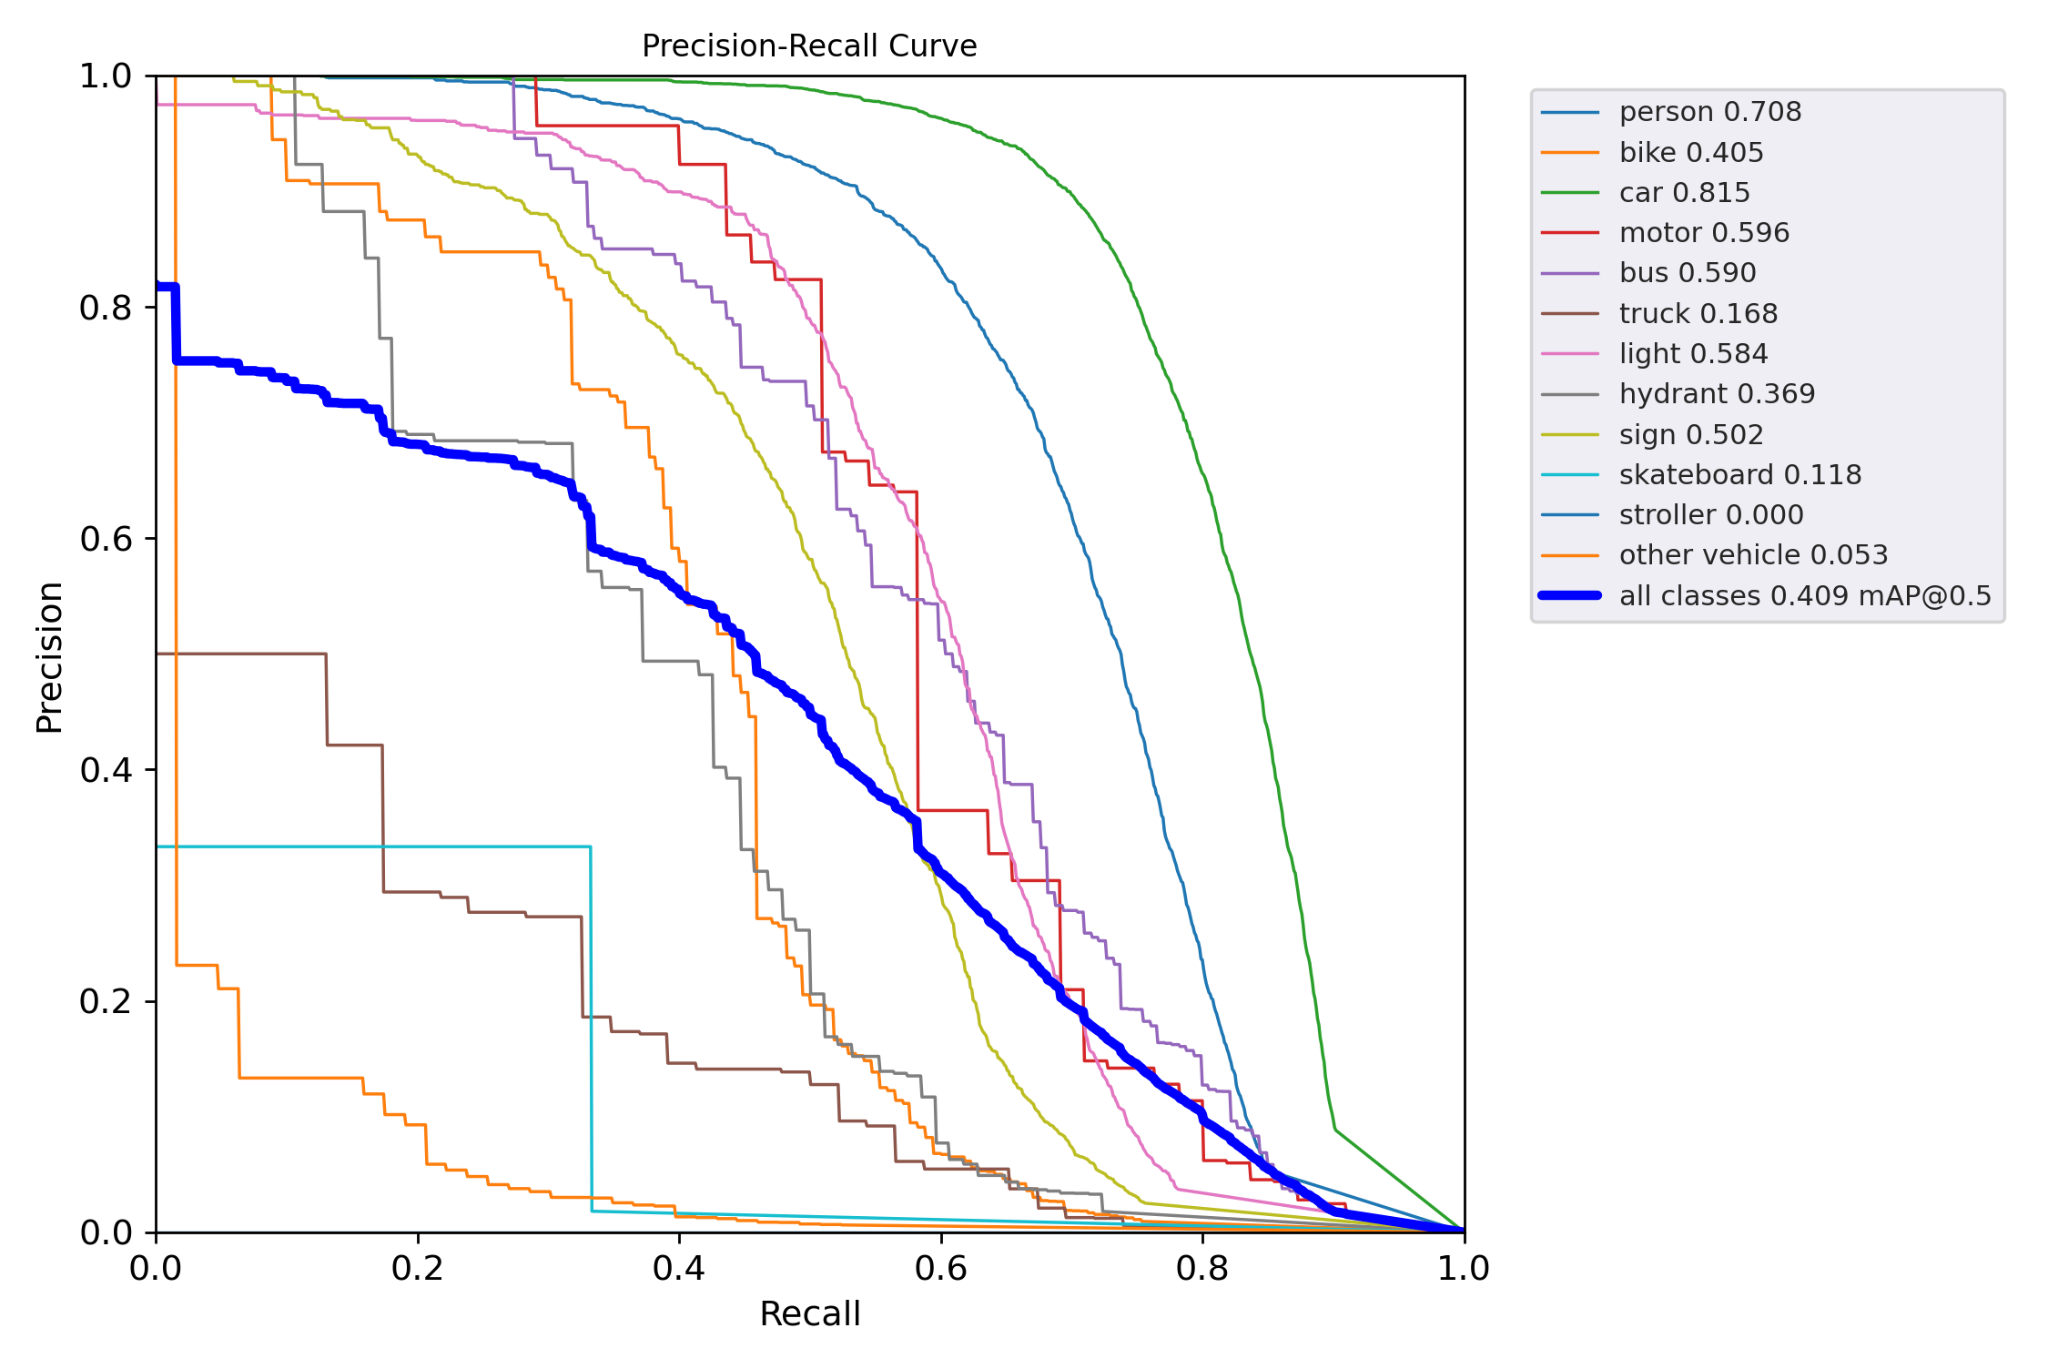 Precision-Recall Curve
1.0
0.8
0.6
0.4
0.2
0.0
Precision
0.0 0.2 0.4 0.6 0.8 1.0
Recall
person 0.708
bike 0.405
car 0.815
motor 0.596
bus 0.590
truck 0.168
light 0.584
hydrant 0.369
sign 0.502
skateboard 0.118
stroller 0.000
other vehicle 0.053
all classes 0.409 mAP@0.5